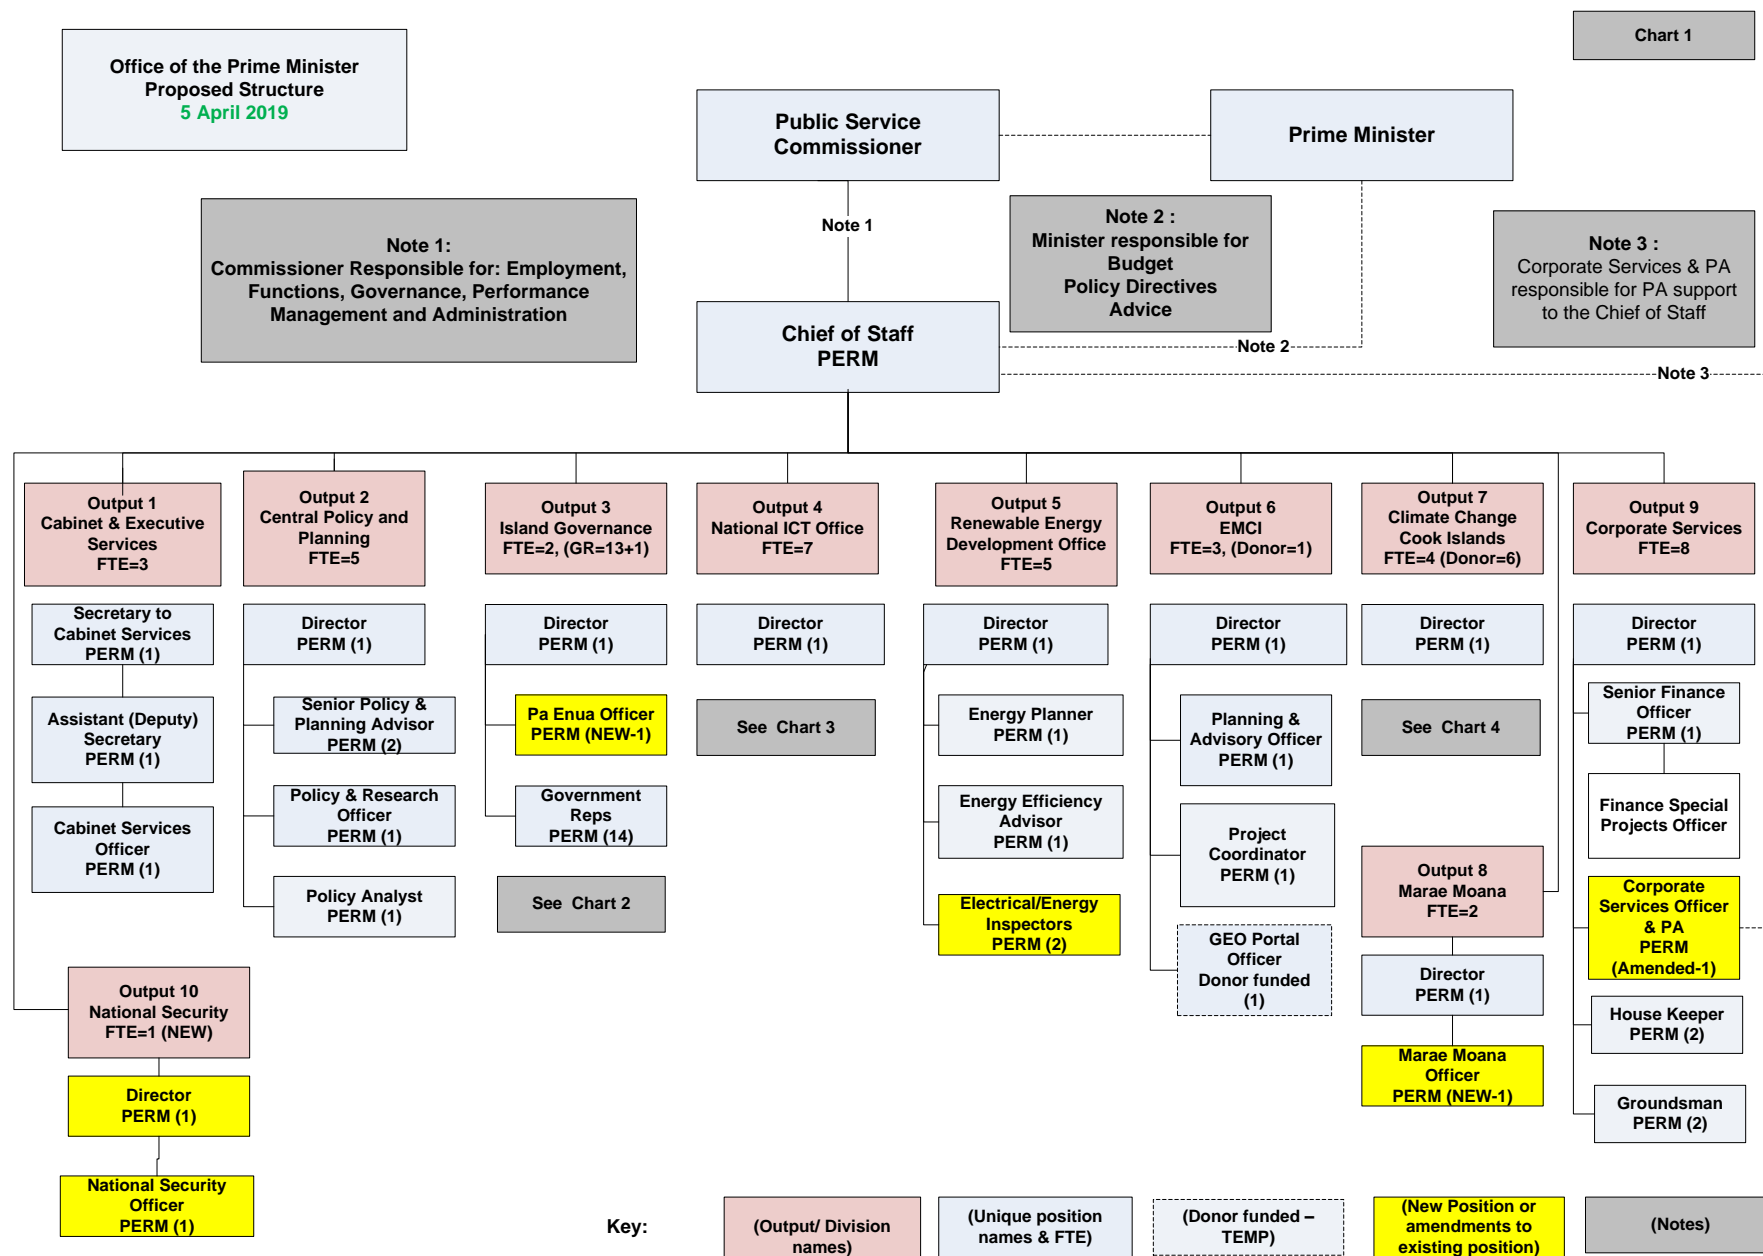 Chart 1
Office of the Prime Minister
Proposed Structure
5 April 2019
Public Service
Commissioner
Prime Minister
Note 1:
Commissioner Responsible for: Employment,
Functions, Governance, Performance
Management and Administration
Note 1
Note 2 :
Minister responsible for
Budget
Policy Directives
Advice
Note 3 :
Corporate Services & PA
responsible for PA support
to the Chief of Staff
Chief of Staff
PERM
Note 2
Note 3
Output 1
Cabinet & Executive
Services
FTE=3
Secretary to
Cabinet Services
PERM (1)
Assistant (Deputy)
Secretary
PERM (1)
Cabinet Services
Officer
PERM (1)
Output 2
Central Policy and
Planning
FTE=5
Director
PERM (1)
Senior Policy &
Planning Advisor
PERM (2)
Policy & Research
Officer
PERM (1)
Policy Analyst
PERM (1)
Output 3
Island Governance
FTE=2, (GR=13+1)
Director
PERM (1)
Pa Enua Officer
PERM (NEW-1)
Government
Reps
PERM (14)
See Chart 2
Output 4
National ICT Office
FTE=7
Director
PERM (1)
See Chart 3
Output 5
Renewable Energy
Development Office
FTE=5
Director
PERM (1)
Energy Planner
PERM (1)
Energy Efficiency
Advisor
PERM (1)
Electrical/Energy
Inspectors
PERM (2)
Output 6
EMCI
FTE=3, (Donor=1)
Director
PERM (1)
Planning &
Advisory Officer
PERM (1)
Project
Coordinator
PERM (1)
GEO Portal
Officer
Donor funded
(1)
Output 7
Climate Change
Cook Islands
FTE=4 (Donor=6)
Director
PERM (1)
See Chart 4
Output 8
Marae Moana
FTE=2
Director
PERM (1)
Marae Moana
Officer
PERM (NEW-1)
Output 9
Corporate Services
FTE=8
Director
PERM (1)
Senior Finance
Officer
PERM (1)
Finance Special
Projects Officer
Corporate
Services Officer
& PA
PERM
(Amended-1)
House Keeper
PERM (2)
Groundsman
PERM (2)
Output 10
National Security
FTE=1 (NEW)
Director
PERM (1)
National Security
Officer
PERM (1)
Key:
(Output/ Division
names)
(Unique position
names & FTE)
(Donor funded –
TEMP)
(New Position or
amendments to
existing position)
(Notes)